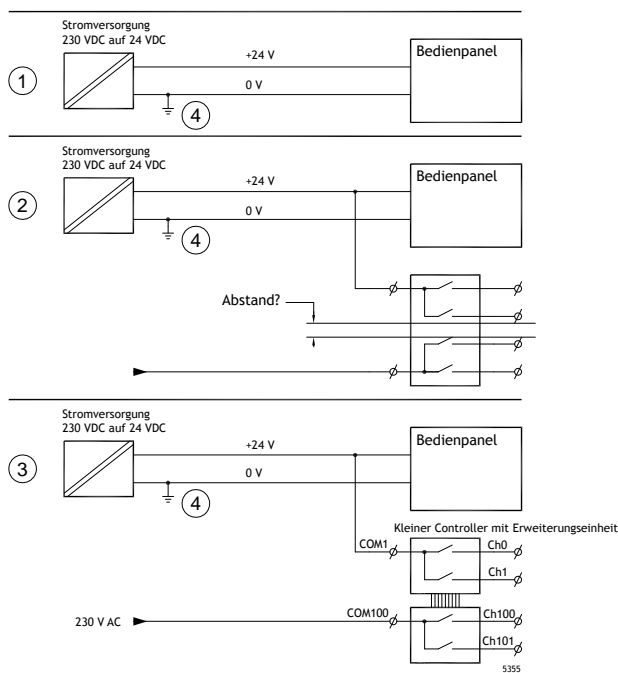 Stromversorgung
230 VDC auf 24 VDC
+24 V
Bedienpanel
1
0 V
4
Stromversorgung
230 VDC auf 24 VDC
+24 V
Bedienpanel
2
0 V
4
Abstand?
Stromversorgung
230 VDC auf 24 VDC
+24 V
Bedienpanel
3
0 V
4
Kleiner Controller mit Erweiterungseinheit
COM1
Ch0
Ch1
230 V AC
COM100
Ch100
Ch101
5355